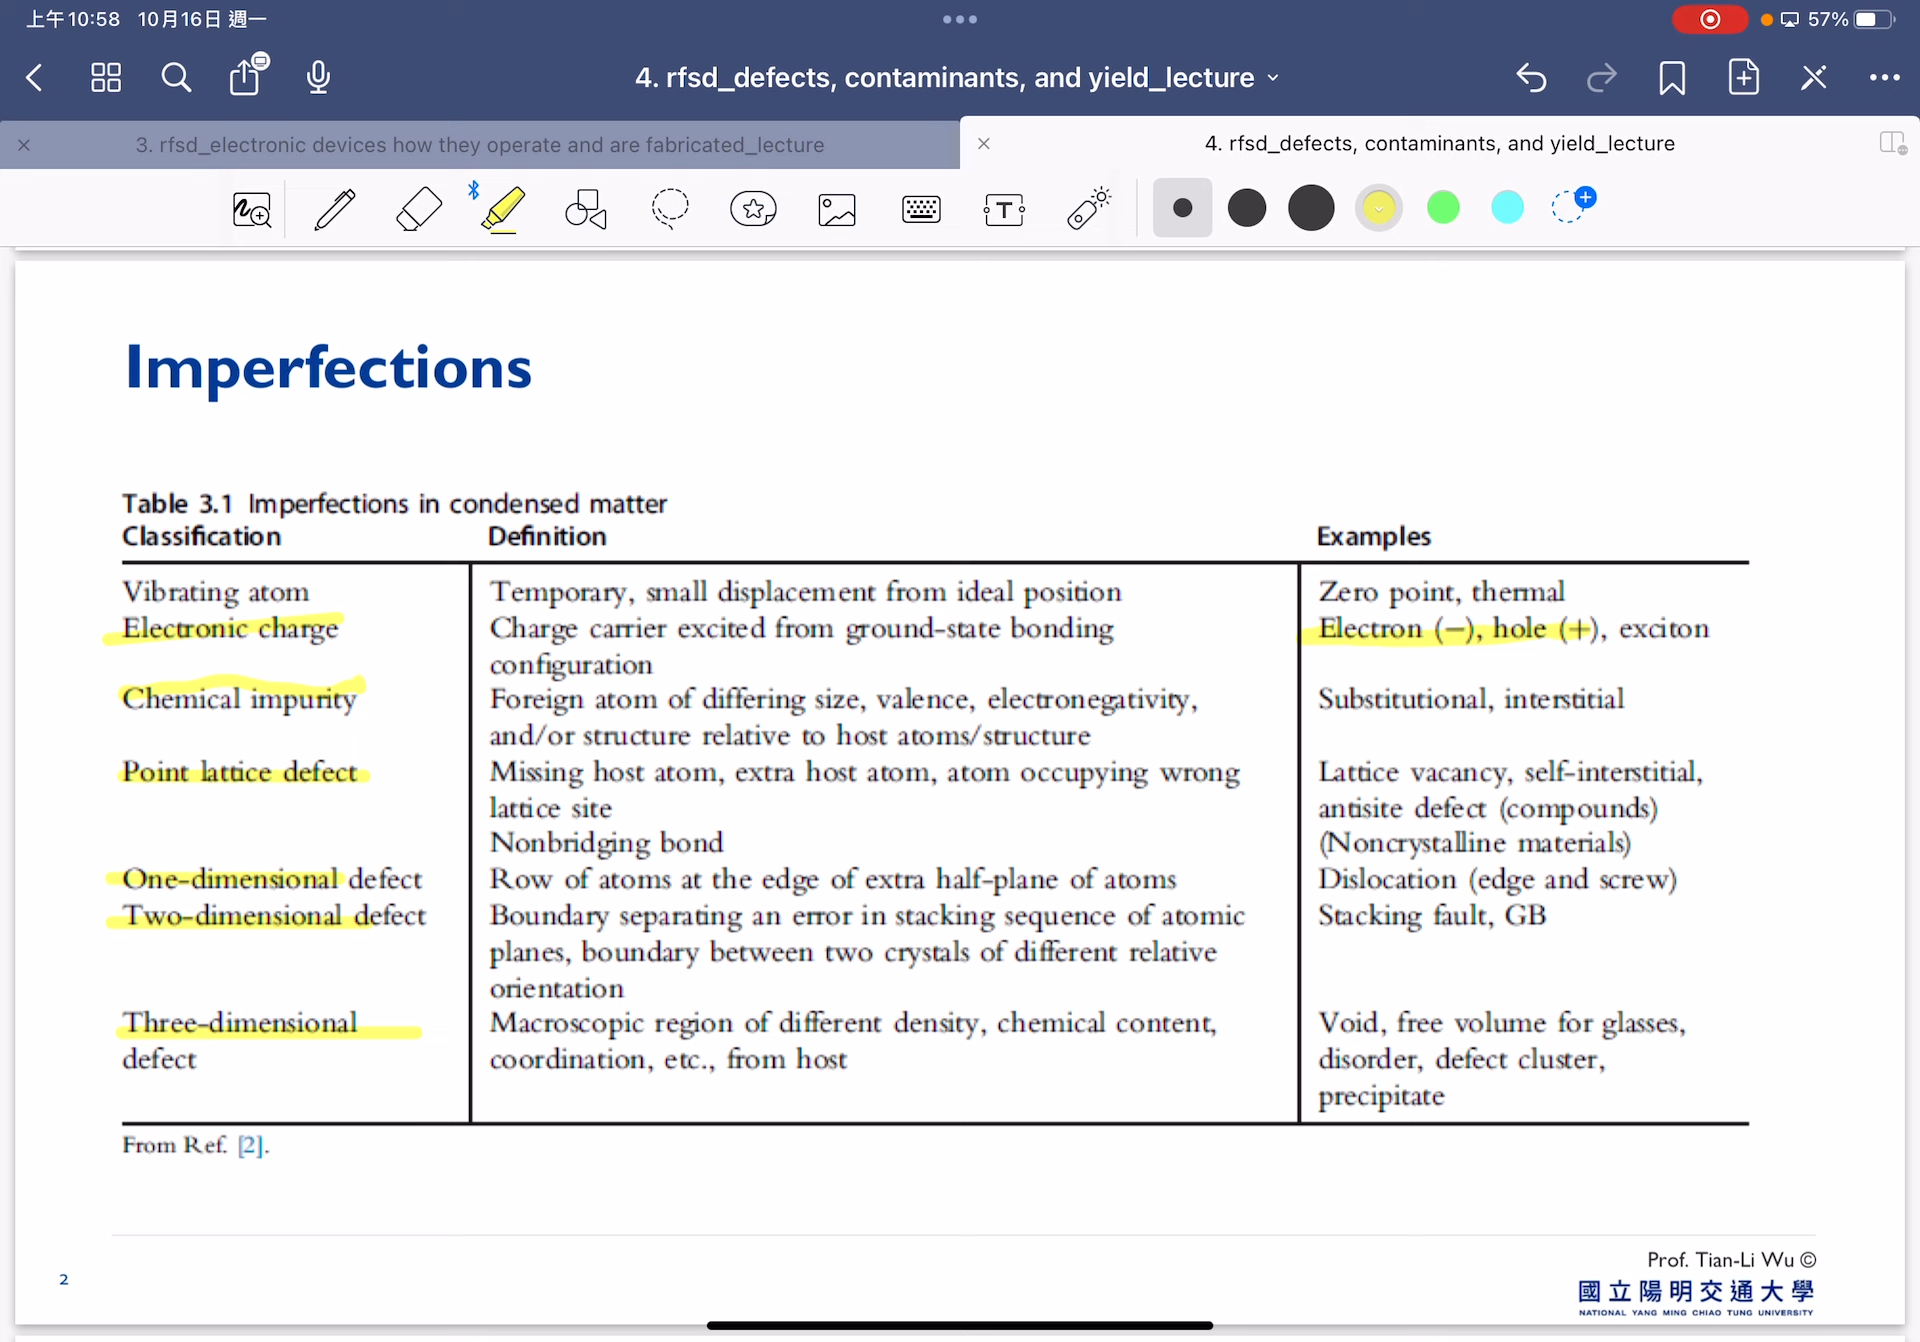 上午10:58 10月16日 週一
57%
4. rfsd_defects, contaminants, and yield_lecture
3. rfsd_electronic devices how they operate and are fabricated_lecture
4. rfsd_defects, contaminants, and yield_lecture
Imperfections
Table 3.1 Imperfections in condensed matter
Classification Definition Examples
Vibrating atom Temporary, small displacement from ideal position Zero point, thermal
Electronic charge Charge carrier excited from ground-state bonding Electron (−), hole (+), exciton
configuration
Chemical impurity Foreign atom of differing size, valence, electronegativity, Substitutional, interstitial
and/or structure relative to host atoms/structure
Point lattice defect Missing host atom, extra host atom, atom occupying wrong Lattice vacancy, self-interstitial,
lattice site antisite defect (compounds)
Nonbridging bond (Noncrystalline materials)
One-dimensional defect Row of atoms at the edge of extra half-plane of atoms Dislocation (edge and screw)
Two-dimensional defect Boundary separating an error in stacking sequence of atomic Stacking fault, GB
planes, boundary between two crystals of different relative
orientation
Three-dimensional Macroscopic region of different density, chemical content, Void, free volume for glasses,
defect coordination, etc., from host disorder, defect cluster,
precipitate
From Ref. [2].
Prof. Tian-Li Wu ©
2
國立陽明交通大學
NATIONAL YANG MING CHIAO TUNG UNIVERSITY